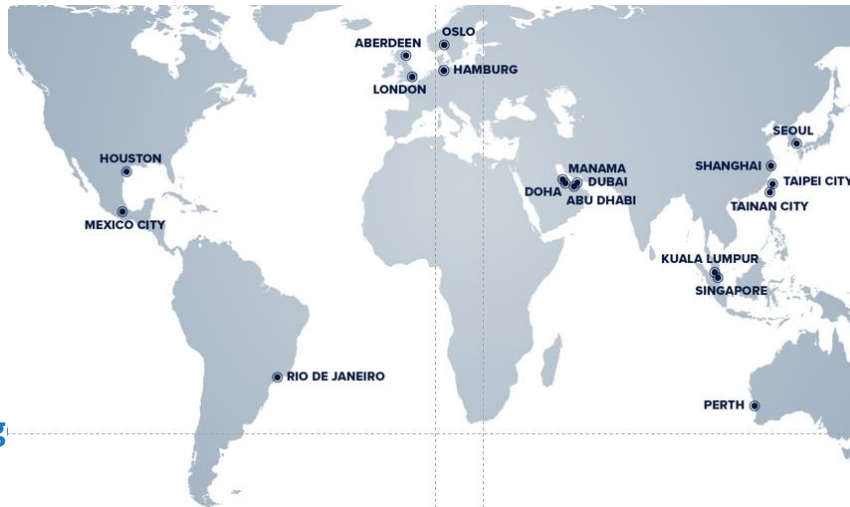 OSLO
ABERDEEN
HAMBURG
LONDON
SEOUL
HOUSTON
SHANGHAI
MANAMA
DUBAI
DOHA
ABU DHABI
TAIPEI CITY
TAINAN CITY
MEXICO CITY
KUALA LUMPUR
SINGAPORE
RIO DE JANEIRO
PERTH
g